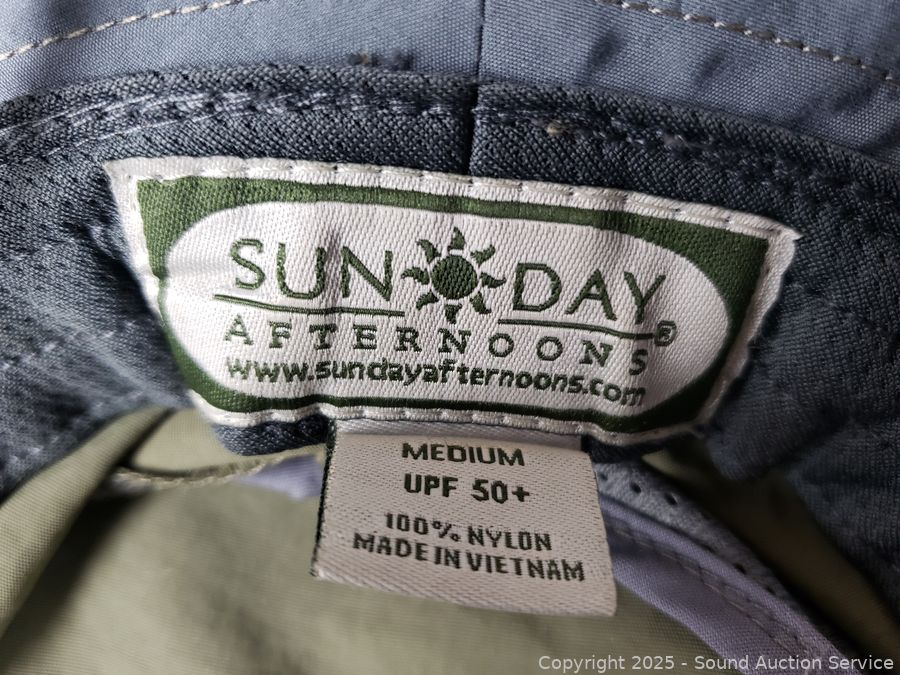 SUN DAY
AFTERNOONS®
www.sundayafternoons.com
MEDIUM
UPF 50+
100% NYLON
MADE IN VIETNAM
Copyright © 2025 - Sound Auction Service